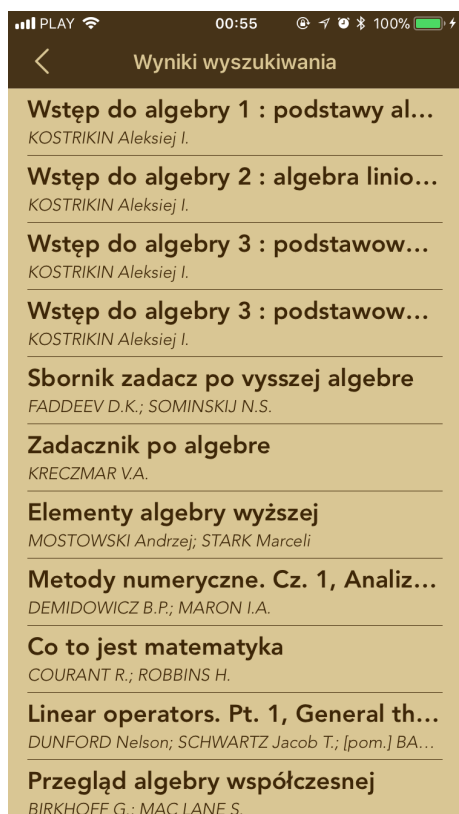 PLAY 00:55 100%
Wyniki wyszukiwania
Wstęp do algebry 1 : podstawy al...
KOSTRIKIN Aleksiej I.
Wstęp do algebry 2 : algebra linio...
KOSTRIKIN Aleksiej I.
Wstęp do algebry 3 : podstawow...
KOSTRIKIN Aleksiej I.
Wstęp do algebry 3 : podstawow...
KOSTRIKIN Aleksiej I.
Sbornik zadacz po vysszej algebre
FADDEEV D.K.; SOMINSKIJ N.S.
Zadacznik po algebre
KRECZMAR V.A.
Elementy algebry wyższej
MOSTOWSKI Andrzej; STARK Marceli
Metody numeryczne. Cz. 1, Analiz...
DEMIDOWICZ B.P.; MARON I.A.
Co to jest matematyka
COURANT R.; ROBBINS H.
Linear operators. Pt. 1, General th...
DUNFORD Nelson; SCHWARTZ Jacob T.; [pom.] BA...
Przegląd algebry współczesnej
BIRKHOFF G.; MAC LANE S.